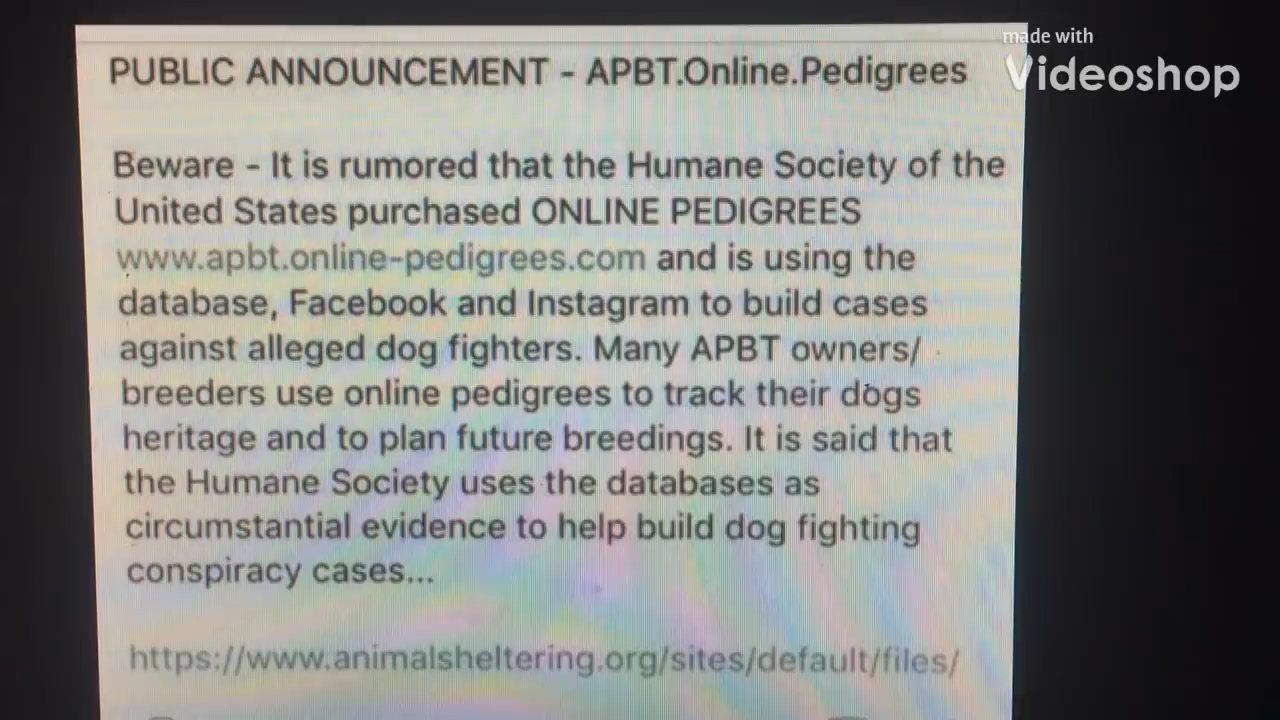 made with
Videoshop
PUBLIC ANNOUNCEMENT - APBT.Online.Pedigrees
Beware - It is rumored that the Humane Society of the
United States purchased ONLINE PEDIGREES
www.apbt.online-pedigrees.com and is using the
database, Facebook and Instagram to build cases
against alleged dog fighters. Many APBT owners/
breeders use online pedigrees to track their dogs
heritage and to plan future breedings. It is said that
the Humane Society uses the databases as
circumstantial evidence to help build dog fighting
conspiracy cases...
https://www.animalsheltering.org/sites/default/files/